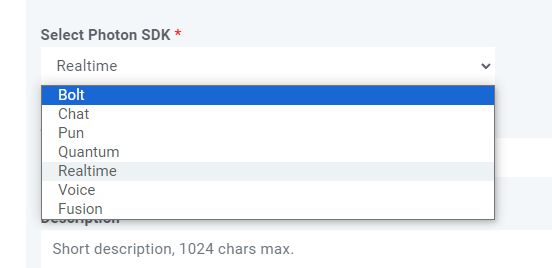 Select Photon SDK *
Realtime
Bolt
Chat
Pun
Quantum
Realtime
Voice
Fusion
Description
Short description, 1024 chars max.